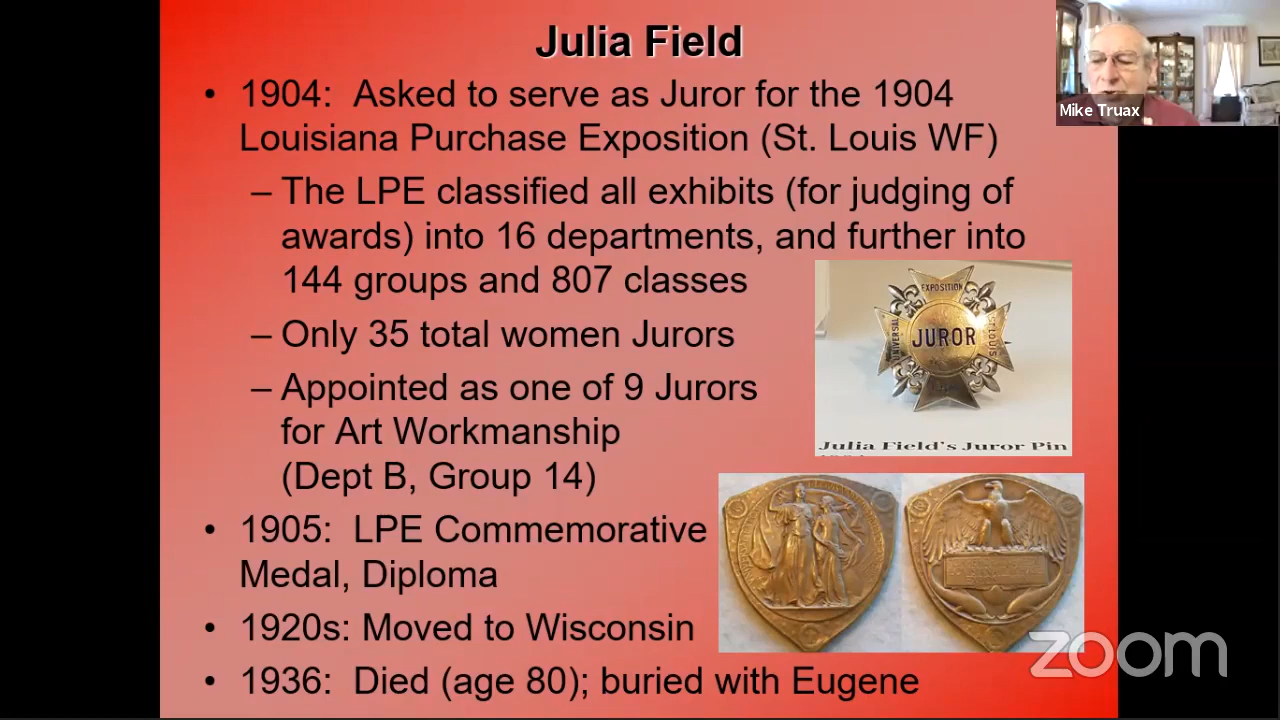 Julia Field
Mike Truax
• 1904: Asked to serve as Juror for the 1904
Louisiana Purchase Exposition (St. Louis WF)
– The LPE classified all exhibits (for judging of
awards) into 16 departments, and further into
144 groups and 807 classes
– Only 35 total women Jurors
– Appointed as one of 9 Jurors
for Art Workmanship
(Dept B, Group 14)
EXPOSITION
UNIVERSAL
JUROR
ST. LOUIS
Julia Field's Juror Pin
• 1905: LPE Commemorative
Medal, Diploma
• 1920s: Moved to Wisconsin
• 1936: Died (age 80); buried with Eugene
zoom